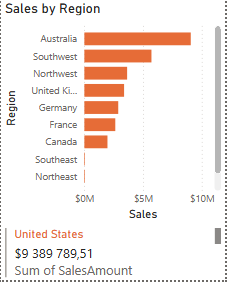 Sales by Region
Region
Australia
Southwest
Northwest
United Ki...
Germany
France
Canada
Southeast
Northeast
$0M $5M $10M
Sales
United States
$9 389 789,51
Sum of SalesAmount